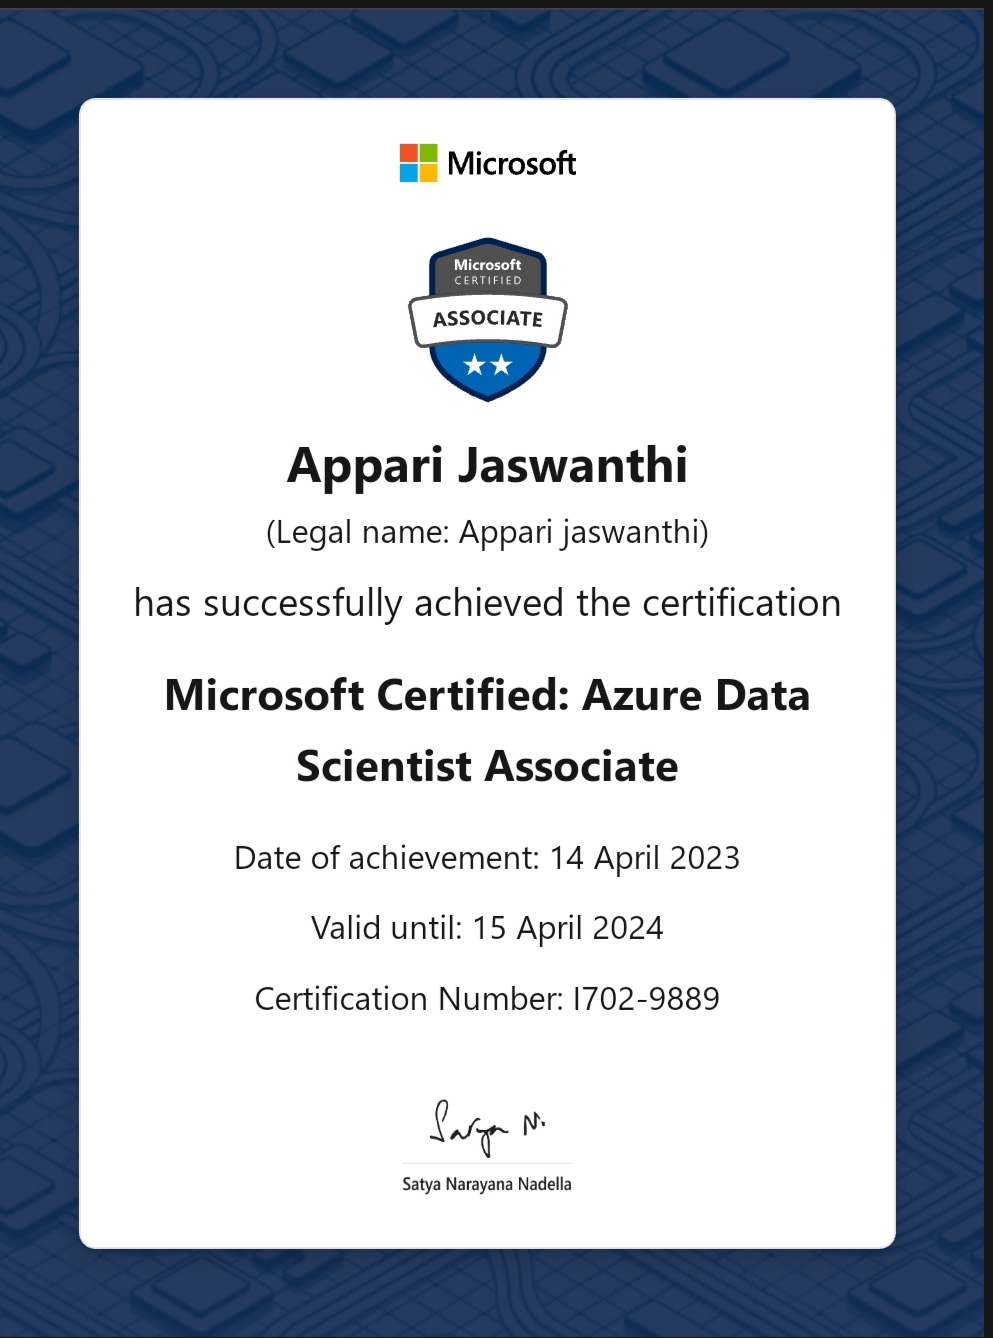 Microsoft
Microsoft
CERTIFIED
ASSOCIATE
Appari Jaswanthi
(Legal name: Appari jaswanthi)
has successfully achieved the certification
Microsoft Certified: Azure Data
Scientist Associate
Date of achievement: 14 April 2023
Valid until: 15 April 2024
Certification Number: I702-9889
Satya N.
Satya Narayana Nadella